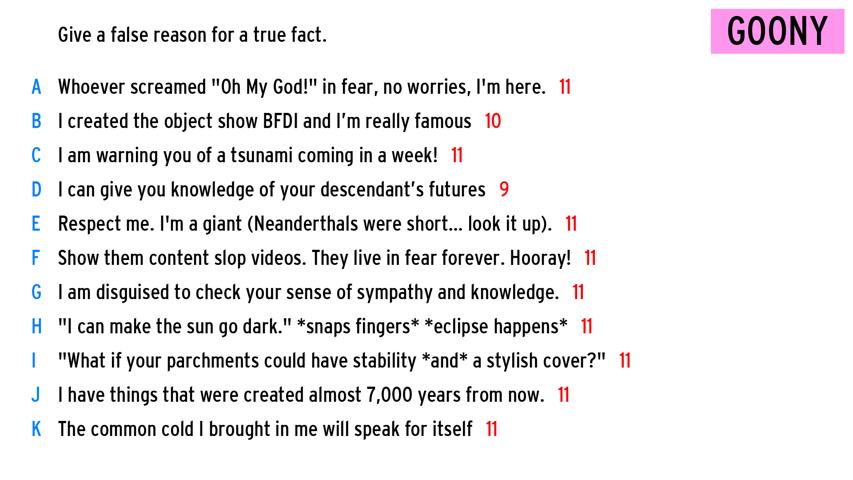 Give a false reason for a true fact.
GOONY
A Whoever screamed "Oh My God!" in fear, no worries, I'm here. 11
B I created the object show BFDI and I’m really famous 10
C I am warning you of a tsunami coming in a week! 11
D I can give you knowledge of your descendant’s futures 9
E Respect me. I'm a giant (Neanderthals were short... look it up). 11
F Show them content slop videos. They live in fear forever. Hooray! 11
G I am disguised to check your sense of sympathy and knowledge. 11
H "I can make the sun go dark." *snaps fingers* *eclipse happens* 11
I "What if your parchments could have stability *and* a stylish cover?" 11
J I have things that were created almost 7,000 years from now. 11
K The common cold I brought in me will speak for itself 11